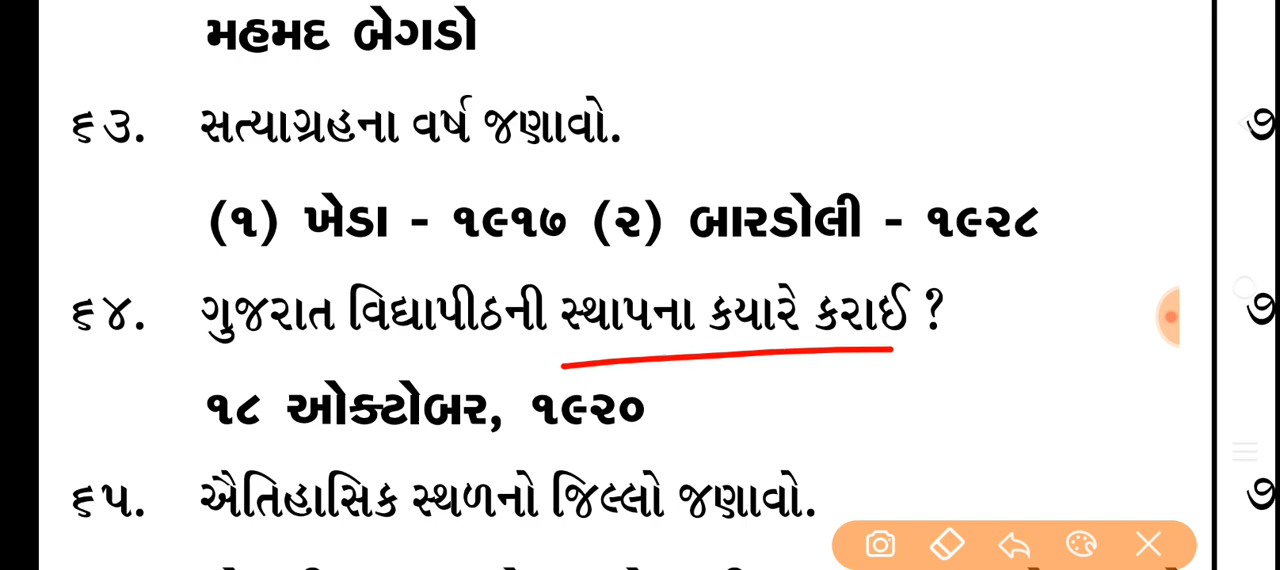 મહમદ બેગડો
૬૩. સત્યાગ્રહના વર્ષ જણાવો.
(૧) ખેડા - ૧૯૧૭ (૨) બારડોલી - ૧૯૨૮
૬૪. ગુજરાત વિદ્યાપીઠની સ્થાપના કયારે કરાઈ ?
૧૮ ઓક્ટોબર, ૧૯૨૦
૬૫. ઐતિહાસિક સ્થળનો જિલ્લો જણાવો.